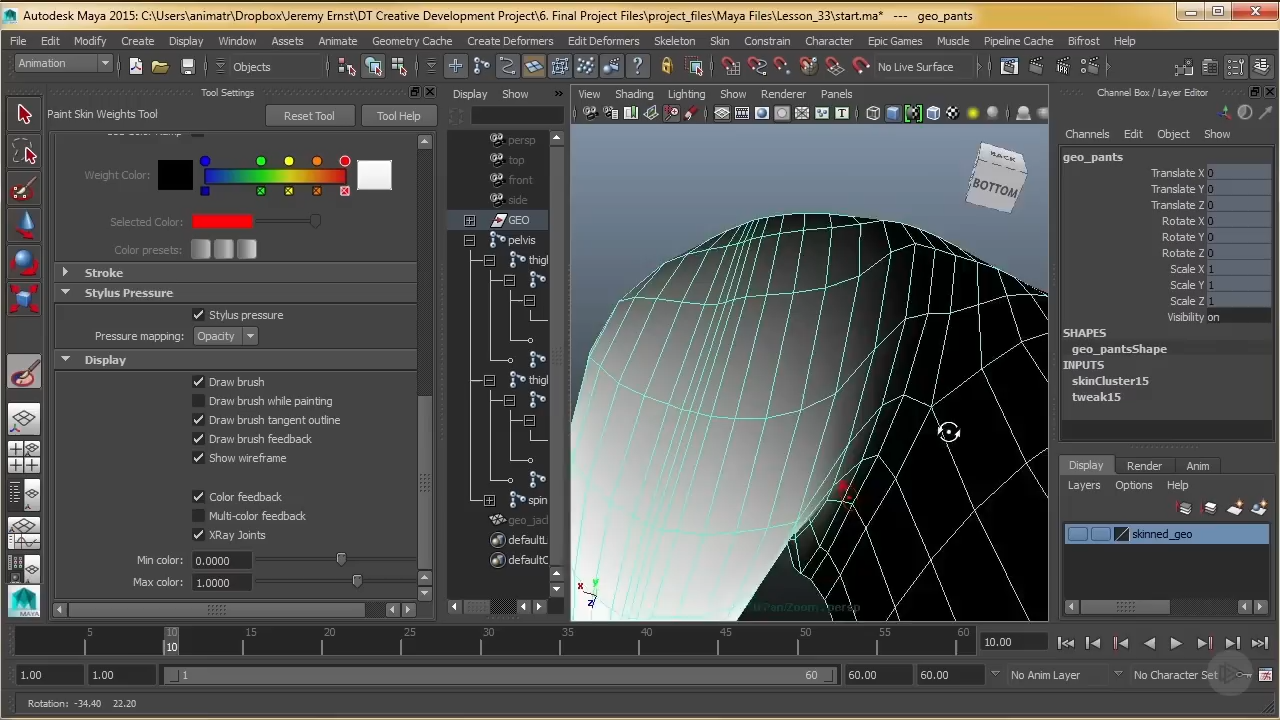 Autodesk Maya 2015: C:\Users\animatr\Dropbox\Jeremy Ernst\DT Creative Development Project\6. Final Project Files\project_files\Maya Files\Lesson_33\start.ma* --- geo_pants
File Edit Modify Create Display Window Assets Animate Geometry Cache Create Deformers Edit Deformers Skeleton Skin Constrain Character Epic Games Muscle Pipeline Cache Bifrost Help
Animation Objects No Live Surface
Tool Settings
Paint Skin Weights Tool Reset Tool Tool Help
Weight Color:
Selected Color:
Color presets:
Stroke
Stylus Pressure
Stylus pressure
Pressure mapping: Opacity
Display
Draw brush
Draw brush while painting
Draw brush tangent outline
Draw brush feedback
Show wireframe
Color feedback
Multi-color feedback
XRay Joints
Min color: 0.0000
Max color: 1.0000
Display Show »
persp
top
front
side
GEO
pelvis
thigl
thigl
spin
geo_jac
defaultL
defaultC
View Shading Lighting Show Renderer Panels
BACK
BOTTOM
x y
z
Channel Box / Layer Editor
Channels Edit Object Show
geo_pants
Translate X 0
Translate Y 0
Translate Z 0
Rotate X 0
Rotate Y 0
Rotate Z 0
Scale X 1
Scale Y 1
Scale Z 1
Visibility on
SHAPES
geo_pantsShape
INPUTS
skinCluster15
tweak15
Display Render Anim
Layers Options Help
skinned_geo
MAYA
5 10 15 20 25 30 35 40 45 50 55 60
10 10.00
1.00 1.00 1 60 60.00 60.00 No Anim Layer No Character Set
Rotation: -34.40 22.20